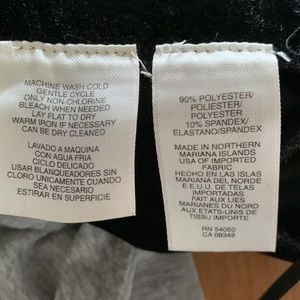 MACHINE WASH COLD
GENTLE CYCLE
ONLY NON-CHLORINE
BLEACH WHEN NEEDED
LAY FLAT TO DRY
WARM IRON IF NECESSARY
CAN BE DRY CLEANED
LAVADO A MAQUINA
CON AGUA FRIA
CICLO DELICADO
USAR BLANQUEADORES SIN
CLORO UNICAMENTE CUANDO
SEA NECESARIO
ESTIRAR EN SUPERFICIE
90% POLYESTER/
POLIESTER/
POLYESTER
10% SPANDEX/
ELASTANO/SPANDEX
MADE IN NORTHERN
MARIANA ISLANDS
USA OF IMPORTED
FABRIC
HECHO EN LAS ISLAS
MARIANA DEL NORDE
E.E.U.U. DE TELAS
IMPORTADAS
FAIT AUX LIES
MARIANES DU NORD
AUX ETATS-UNIS DE
TISSU IMPORTE
RN 54050
CA 08349